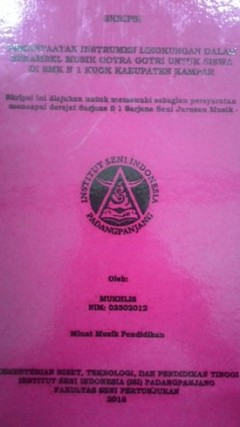 SKRIPSI
PEMANFAATAN INSTRUMEN LINGKUNGAN DALAM
ENSAMBEL MUSIK GOTRA GOTRI UNTUK SISWA
DI SMK N 1 KUOK KABUPATEN KAMPAR
Skripsi ini diajukan untuk memenuhi sebagian persyaratan
mencapai derajat Sarjana S 1 Sarjana Seni Jurusan Musik
INSTITUT SENI INDONESIA
PADANGPANJANG
Oleh:
MUKHLIS
NIM: 02302012
Minat Musik Pendidikan
KEMENTERIAN RISET, TEKNOLOGI, DAN PENDIDIKAN TINGGI
INSTITUT SENI INDONESIA (ISI) PADANGPANJANG
FAKULTAS SENI PERTUNJUKAN
2016